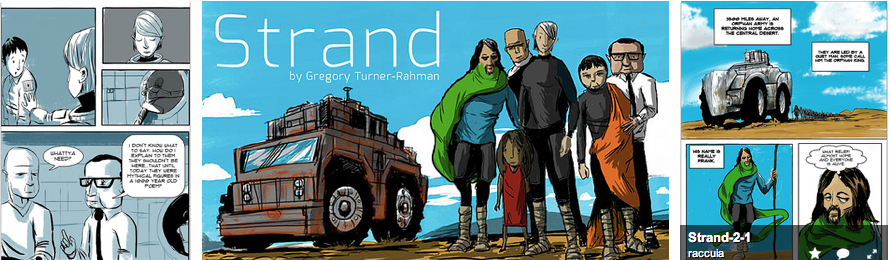 WHATTYA
NEED?
I DON'T KNOW WHAT
TO SAY. HOW DO I
EXPLAIN TO THEM
THEY SHOULDN'T BE
HERE...THAT UNTIL
TODAY THEY WERE
MYTHICAL FIGURES IN
A 1000 YEAR OLD
POEM?
Strand
by Gregory Turner-Rahman
1000 MILES AWAY, AN
ORPHAN ARMY IS
RETURNING HOME ACROSS
THE CENTRAL DESERT.
THEY ARE LED BY A
QUIET MAN. SOME CALL
HIM THE ORPHAN KING.
HIS NAME IS
REALLY
FRANK.
WHAT RELIEF!
ALMOST HOME
AND EVERYONE
IS ALIVE.
Strand-2-1
raccuia